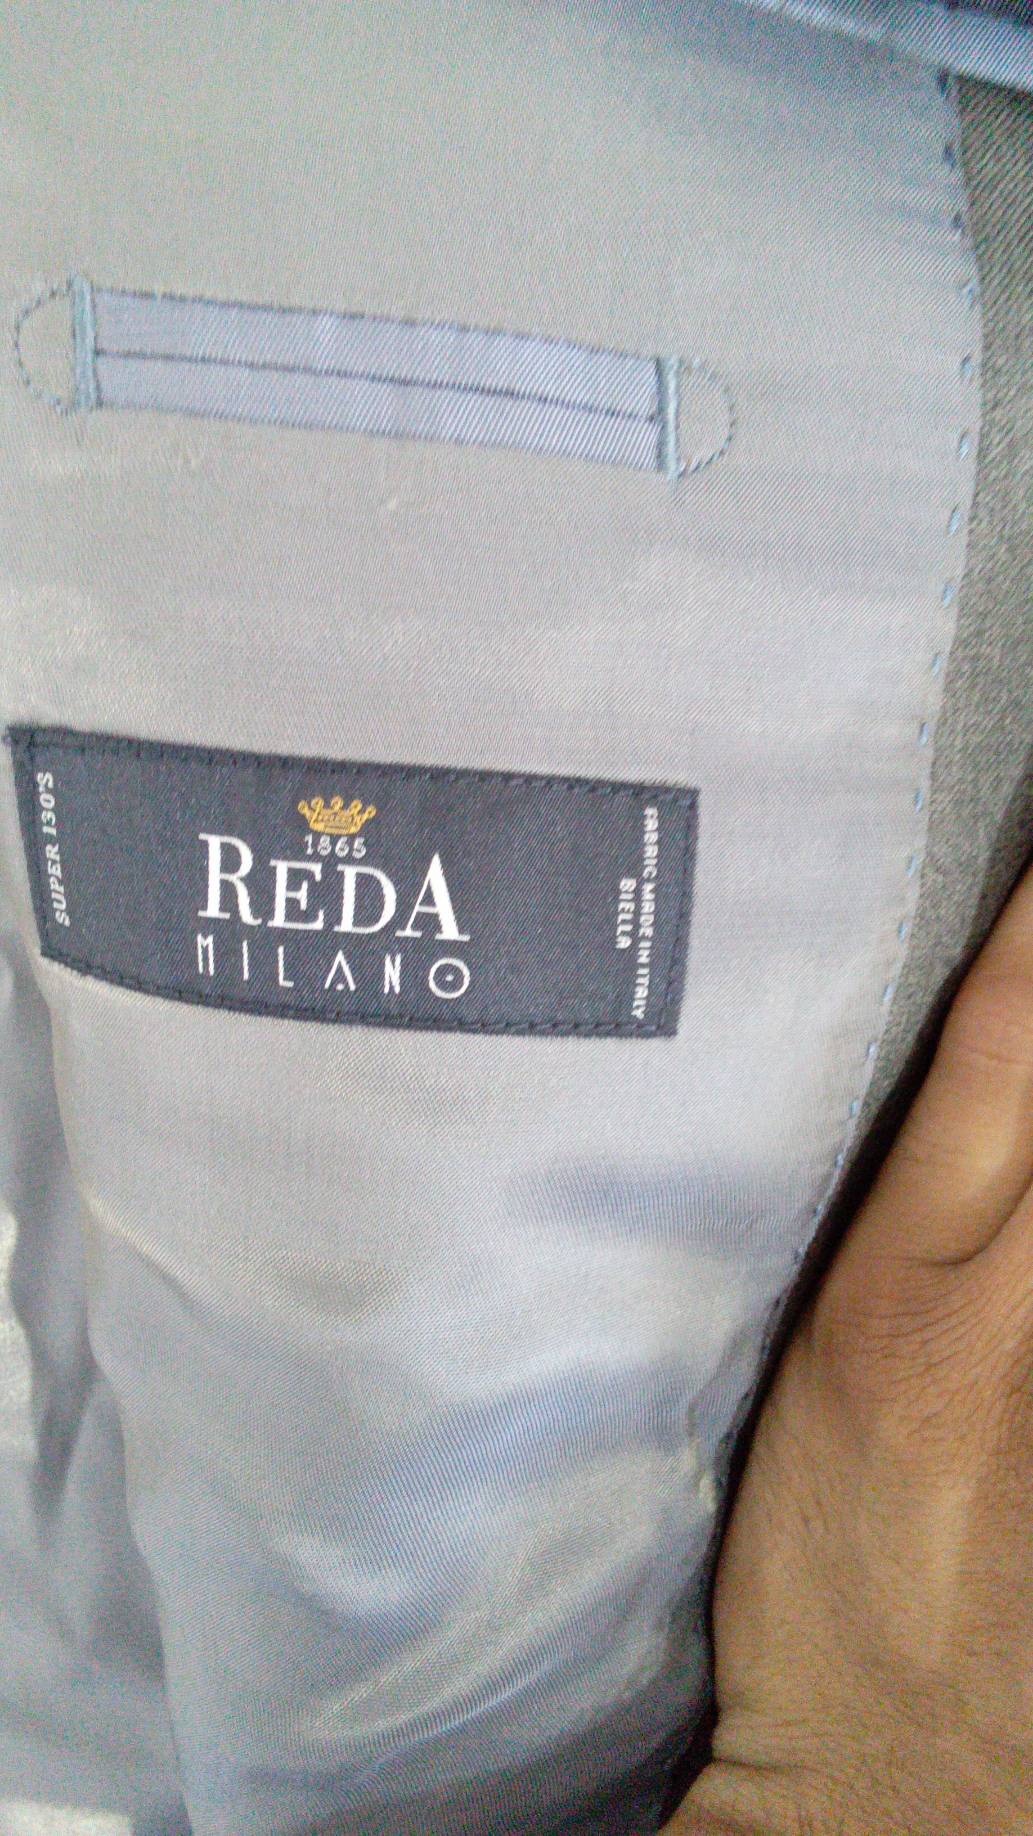 SUPER 130'S
1865
REDA
MILANO
FABRIC MADE IN ITALY
BIELLA